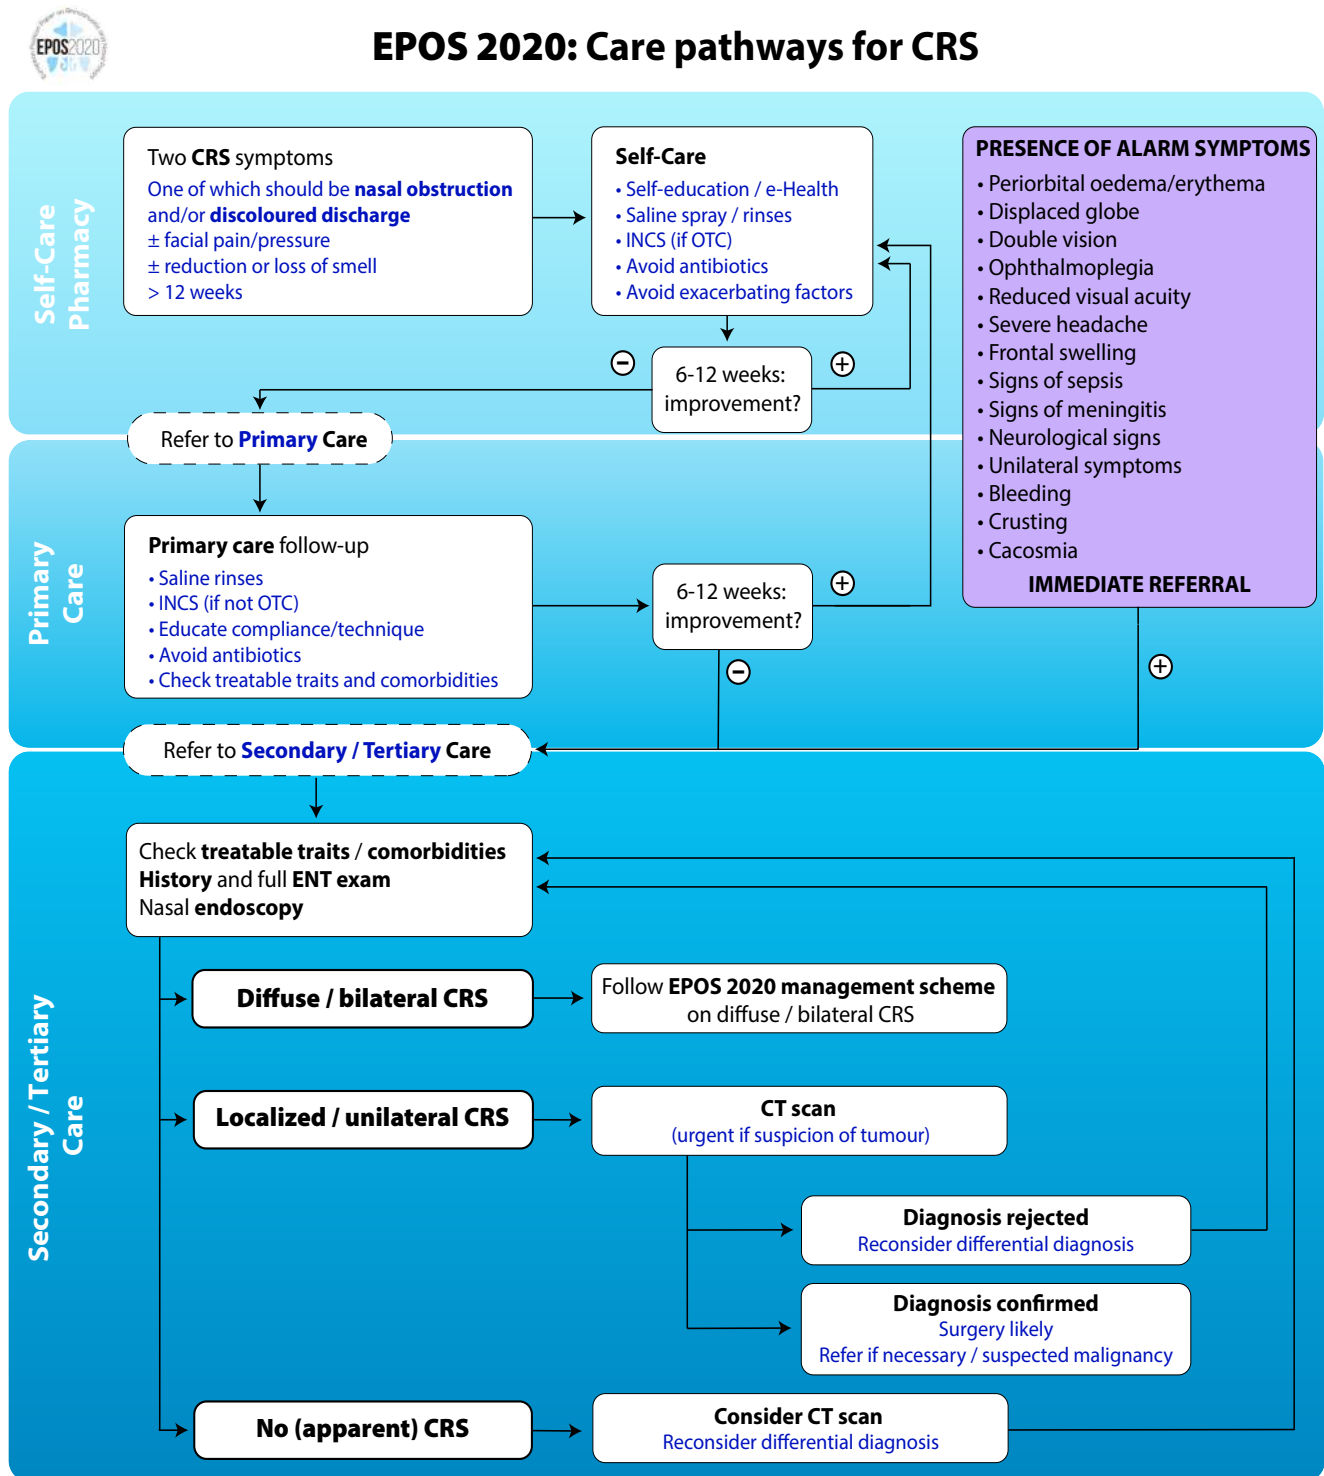 EPOS2020
EPOS 2020: Care pathways for CRS
Self-Care
Pharmacy
Two CRS symptoms
One of which should be nasal obstruction
and/or discoloured discharge
± facial pain/pressure
± reduction or loss of smell
> 12 weeks
Self-Care
• Self-education / e-Health
• Saline spray / rinses
• INCS (if OTC)
• Avoid antibiotics
• Avoid exacerbating factors
PRESENCE OF ALARM SYMPTOMS
• Periorbital oedema/erythema
• Displaced globe
• Double vision
• Ophthalmoplegia
• Reduced visual acuity
• Severe headache
• Frontal swelling
• Signs of sepsis
• Signs of meningitis
• Neurological signs
• Unilateral symptoms
• Bleeding
• Crusting
• Cacosmia
IMMEDIATE REFERRAL
−
6-12 weeks:
improvement?
+
Refer to Primary Care
Primary
Care
Primary care follow-up
• Saline rinses
• INCS (if not OTC)
• Educate compliance/technique
• Avoid antibiotics
• Check treatable traits and comorbidities
6-12 weeks:
improvement?
+
−
+
Refer to Secondary / Tertiary Care
Secondary / Tertiary
Care
Check treatable traits / comorbidities
History and full ENT exam
Nasal endoscopy
Diffuse / bilateral CRS
Follow EPOS 2020 management scheme
on diffuse / bilateral CRS
Localized / unilateral CRS
CT scan
(urgent if suspicion of tumour)
Diagnosis rejected
Reconsider differential diagnosis
Diagnosis confirmed
Surgery likely
Refer if necessary / suspected malignancy
No (apparent) CRS
Consider CT scan
Reconsider differential diagnosis